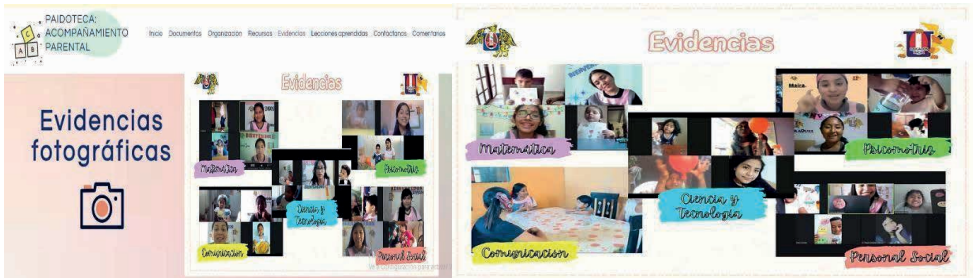 PAIDOTECA:
ACOMPAÑAMIENTO
PARENTAL
C
A B
Inicio Documentos Organización Recursos Evidencias Lecciones aprendidas Contáctanos Comentarios
Evidencias
fotográficas
Evidencias
Matemática
Psicomotriz
Ciencia y
Tecnología
Comunicación
Personal Social
Evidencias
Matemática
Psicomotriz
Ciencia y
Tecnología
Comunicación
Personal Social